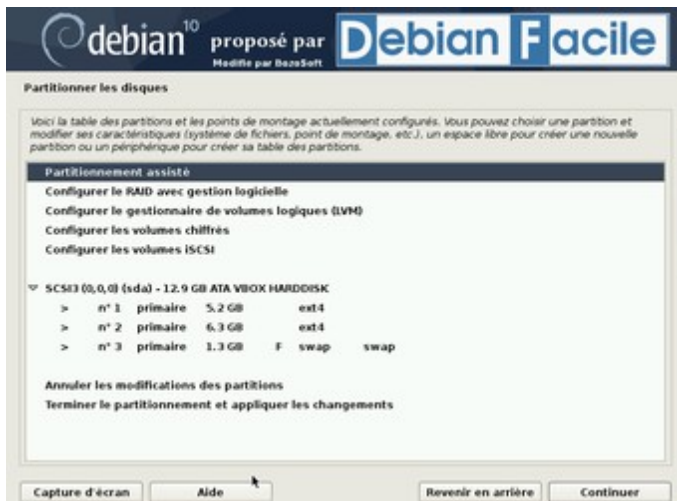 debian 10 proposé par Debian Facile
Modifie par BozoSoft
Partitionner les disques
Voici la table des partitions et les points de montage actuellement configurés. Vous pouvez choisir une partition et
modifier ses caractéristiques (système de fichiers, point de montage, etc.), un espace libre pour créer une nouvelle
partition ou un périphérique pour créer sa table des partitions.
Partitionnement assisté
Configurer le RAID avec gestion logicielle
Configurer le gestionnaire de volumes logiques (LVM)
Configurer les volumes chiffrés
Configurer les volumes iSCSI
SCSI3 (0,0,0) (sda) - 12.9 GB ATA VBOX HARDDISK
> n° 1 primaire 5.2 GB ext4
> n° 2 primaire 6.3 GB ext4
> n° 3 primaire 1.3 GB F swap swap
Annuler les modifications des partitions
Terminer le partitionnement et appliquer les changements
Capture d'écran Aide Revenir en arrière Continuer